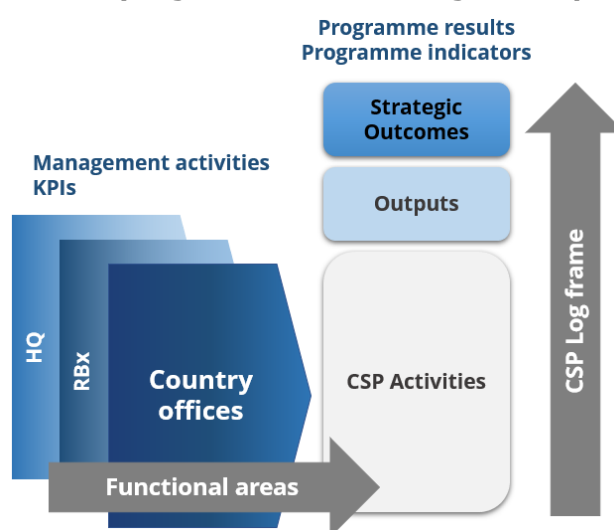 Programme results
Programme indicators
Strategic
Outcomes
Management activities
KPIs
Outputs
HQ
RBx
Country
offices
CSP Activities
CSP Log frame
Functional areas